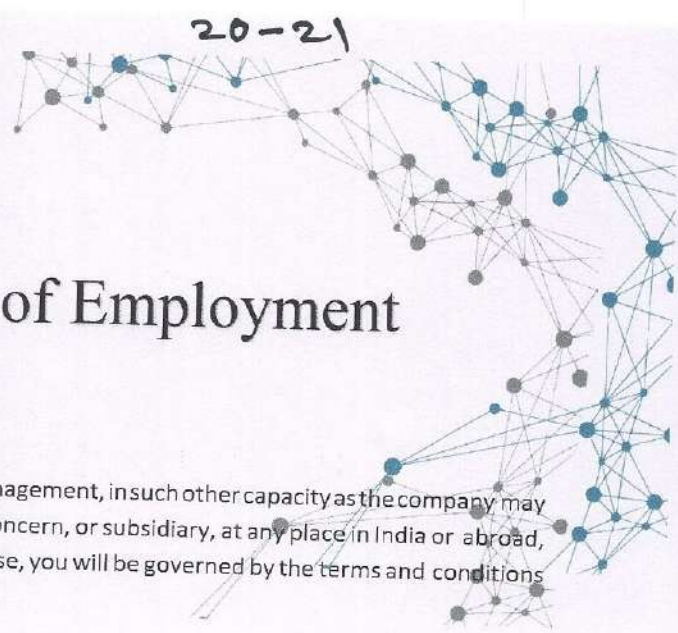 20-21
of Employment
nagement, in such other capacity as the company may
ncern, or subsidiary, at any place in India or abroad,
se, you will be governed by the terms and conditions